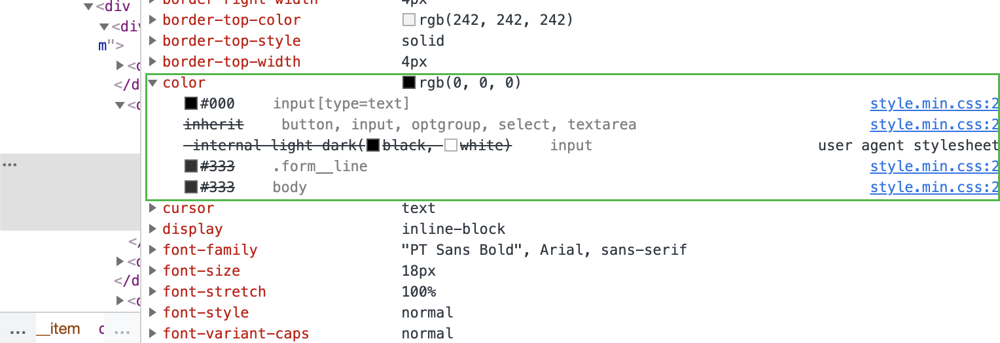 <div
border-right-width 4px
<div
border-top-color rgb(242, 242, 242)
m">
border-top-style solid
border-top-width 4px
</d
color rgb(0, 0, 0)
#000 input[type=text] style.min.css:2
inherit button, input, optgroup, select, textarea style.min.css:2
-internal-light-dark(black, white) input user agent stylesheet
#333 .form__line style.min.css:2
... #333 body style.min.css:2
cursor text
display inline-block
</
font-family "PT Sans Bold", Arial, sans-serif
font-size 18px
</d
font-stretch 100%
font-style normal
... __item ...
font-variant-caps normal